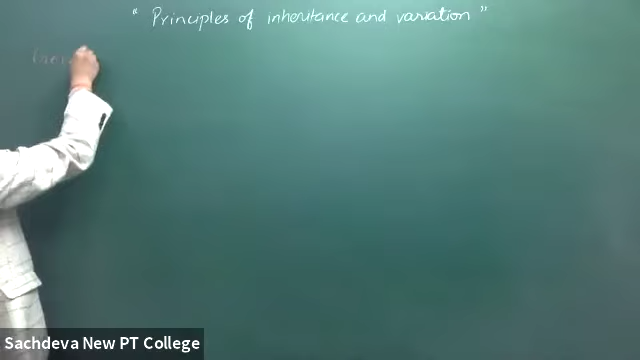 “ Principles of inheritance and variation ”
Sachdeva New PT College